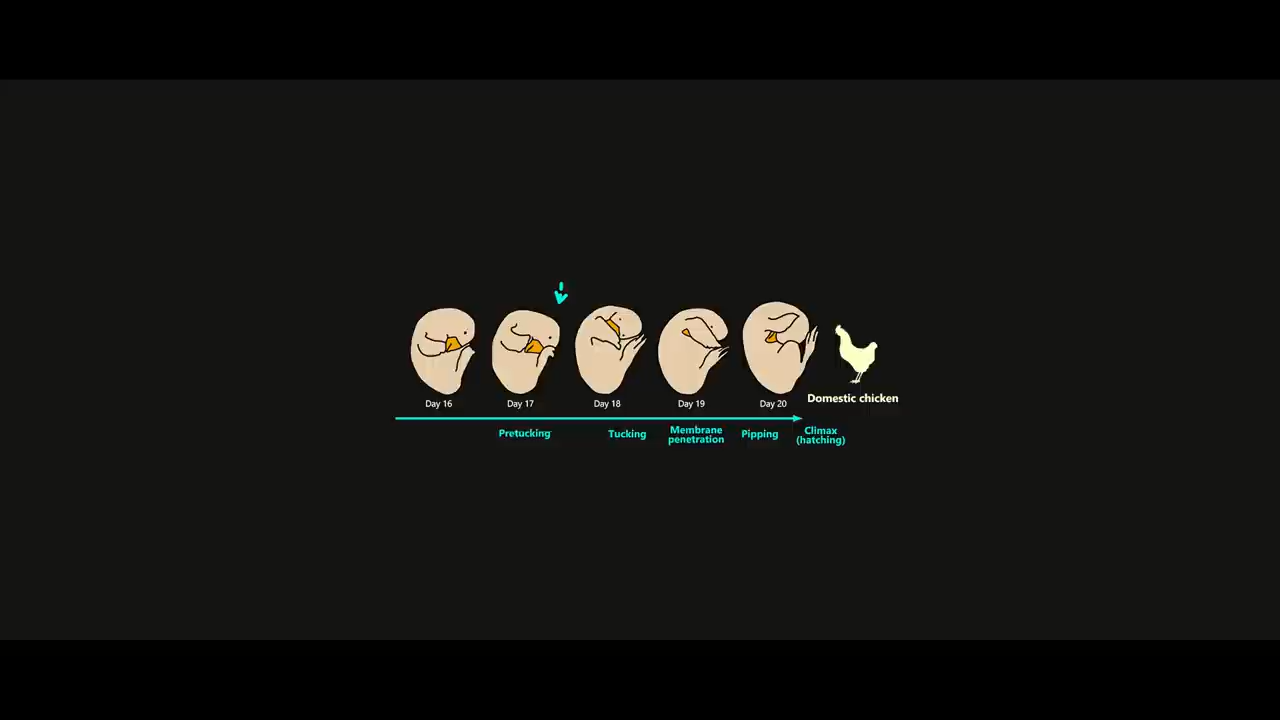 Day 16
Day 17
Day 18
Day 19
Day 20
Domestic chicken
Pretucking
Tucking
Membrane
penetration
Pipping
Climax
(hatching)